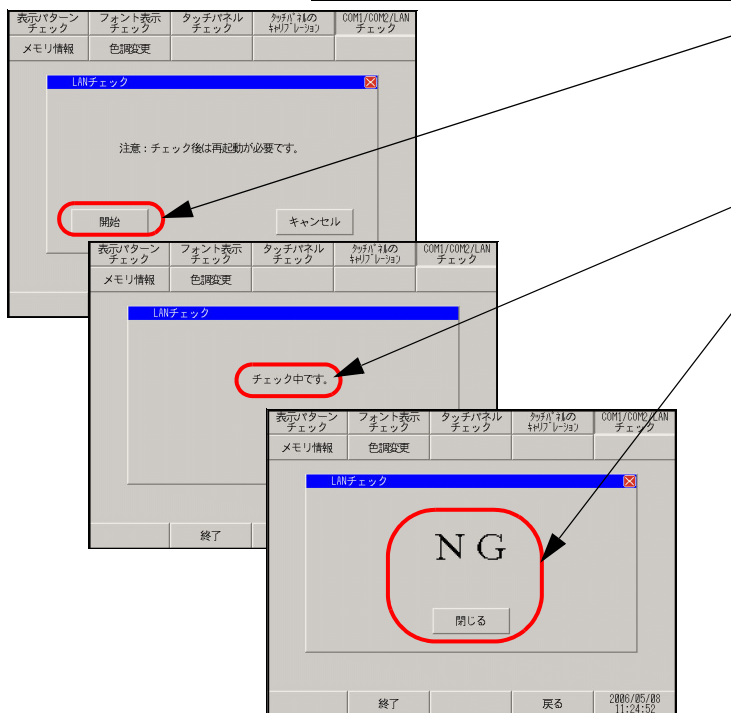 表示パターン
チェック
フォント表示
チェック
タッチパネル
チェック
ﾀｯﾁﾊﾟﾈﾙの
ｷｬﾘﾌﾞﾚｰｼｮﾝ
COM1/COM2/LAN
チェック
メモリ情報
色調変更
LANチェック
注意：チェック後は再起動が必要です。
開始
キャンセル
表示パターン
チェック
フォント表示
チェック
タッチパネル
チェック
ﾀｯﾁﾊﾟﾈﾙの
ｷｬﾘﾌﾞﾚｰｼｮﾝ
COM1/COM2/LAN
チェック
メモリ情報
色調変更
LANチェック
チェック中です。
終了
表示パターン
チェック
フォント表示
チェック
タッチパネル
チェック
ﾀｯﾁﾊﾟﾈﾙの
ｷｬﾘﾌﾞﾚｰｼｮﾝ
COM1/COM2/LAN
チェック
メモリ情報
色調変更
LANチェック
NG
閉じる
終了
戻る
2006/05/08
11:24:52